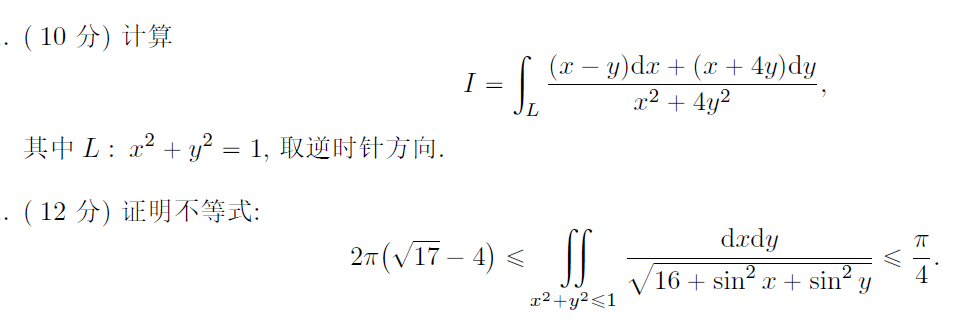 . ( 10 分) 计算
I = ∫_L ((x − y)dx + (x + 4y)dy) / (x² + 4y²),
其中 L : x² + y² = 1, 取逆时针方向.
. ( 12 分) 证明不等式:
2π(√17 − 4) ⩽ ∬_{x²+y²⩽1} dxdy / √(16 + sin² x + sin² y) ⩽ π/4.